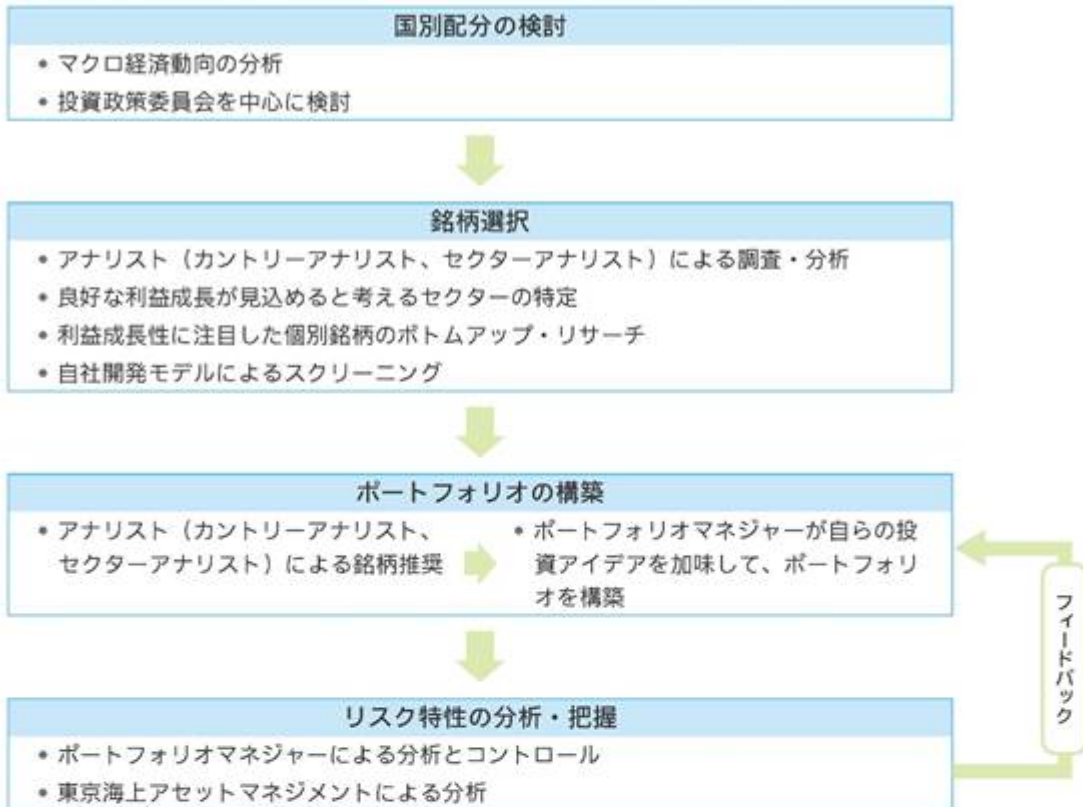 国別配分の検討
• マクロ経済動向の分析
• 投資政策委員会を中心に検討
銘柄選択
• アナリスト（カントリーアナリスト、セクターアナリスト）による調査・分析
• 良好な利益成長が見込めると考えるセクターの特定
• 利益成長性に注目した個別銘柄のボトムアップ・リサーチ
• 自社開発モデルによるスクリーニング
ポートフォリオの構築
• アナリスト（カントリーアナリスト、
セクターアナリスト）による銘柄推奨
• ポートフォリオマネジャーが自らの投
資アイデアを加味して、ポートフォリ
オを構築
フィードバック
リスク特性の分析・把握
• ポートフォリオマネジャーによる分析とコントロール
• 東京海上アセットマネジメントによる分析